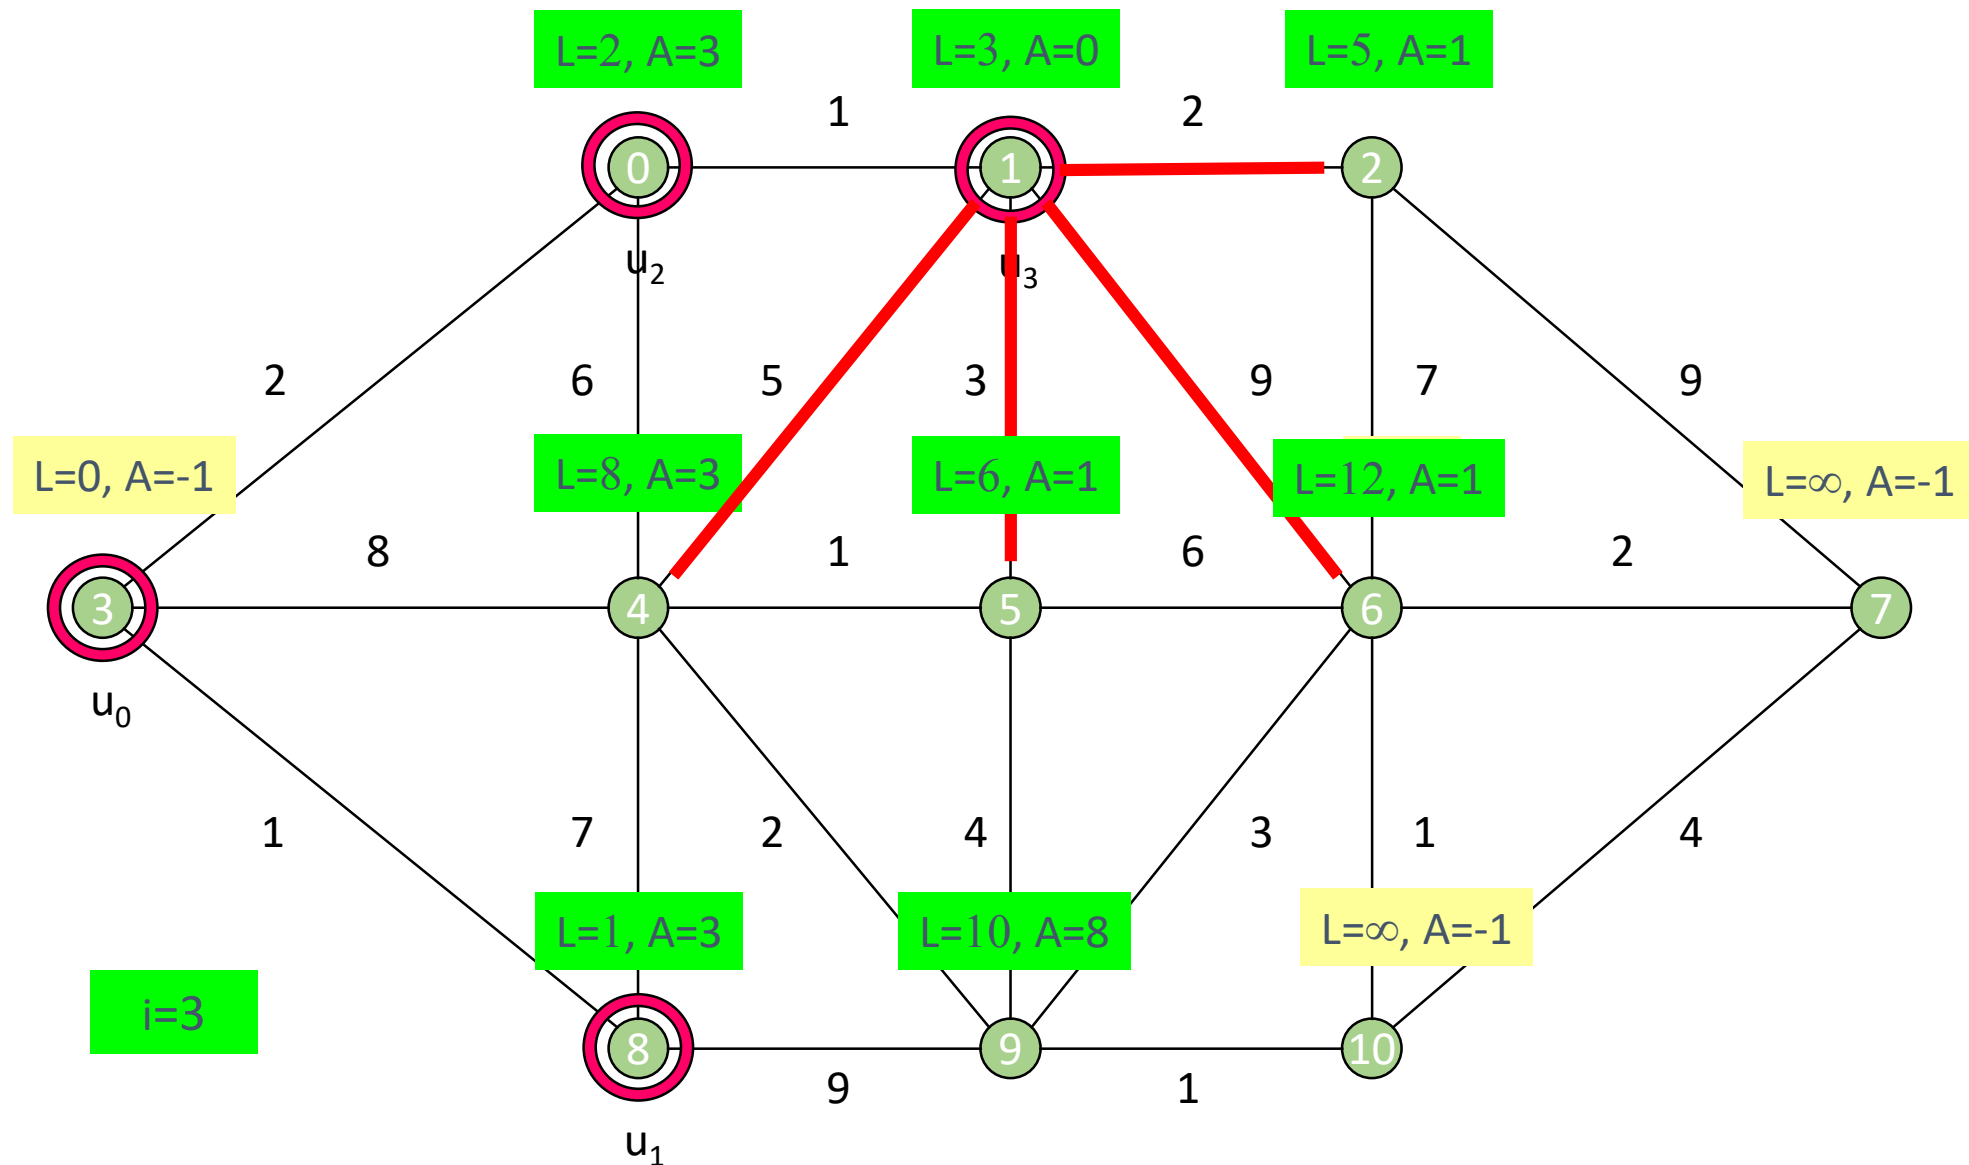 L=2, A=3
L=3, A=0
L=5, A=1
1
2
0
1
2
u2
u3
2
6
5
3
9
7
9
L=0, A=-1
L=8, A=3
L=6, A=1
L=12, A=1
L=∞, A=-1
8
1
6
2
3
4
5
6
7
u0
1
7
2
4
3
1
4
L=1, A=3
L=10, A=8
L=∞, A=-1
i=3
8
9
10
9
1
u1